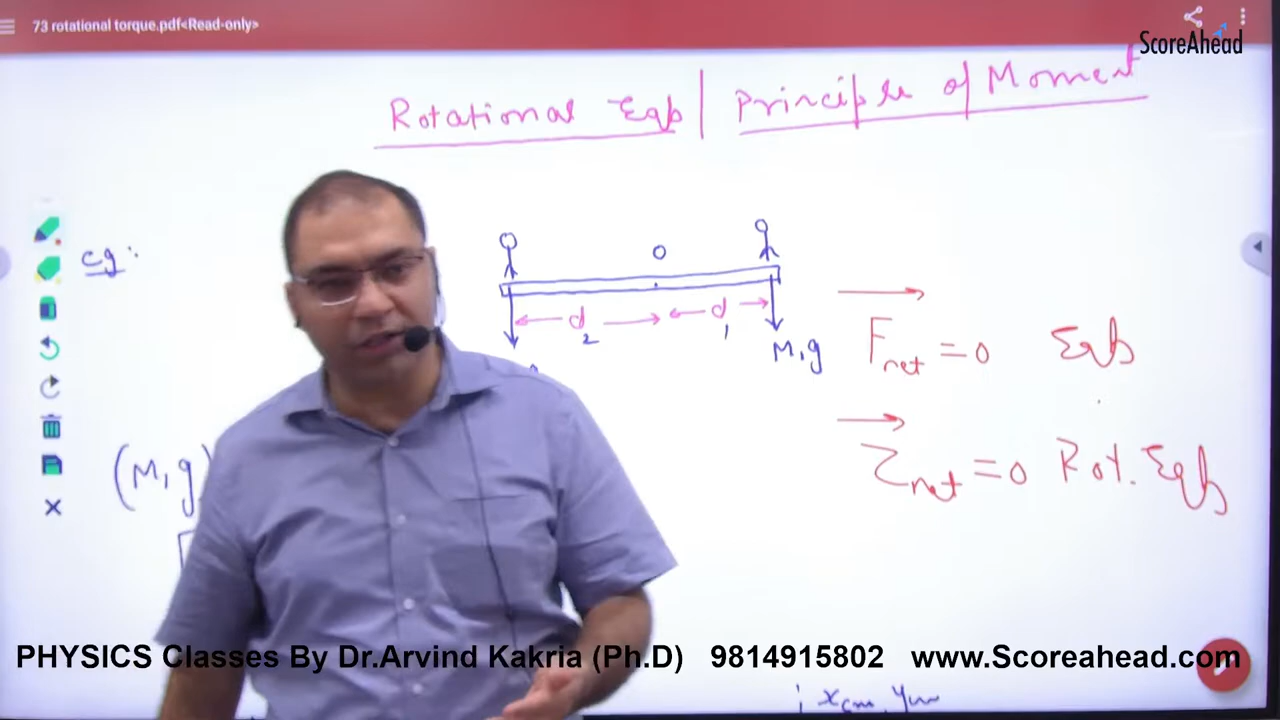 73 rotational torque.pdf<Read-only>
ScoreAhead
Rotational Eqb | Principle of Moment
eg:
O
d2
d1
M1g
Fnet = 0 Eqb
τnet = 0 Rot. Eqb
(M1g)
PHYSICS Classes By Dr.Arvind Kakria (Ph.D) 9814915802 www.Scoreahead.com
; xcm, ycm